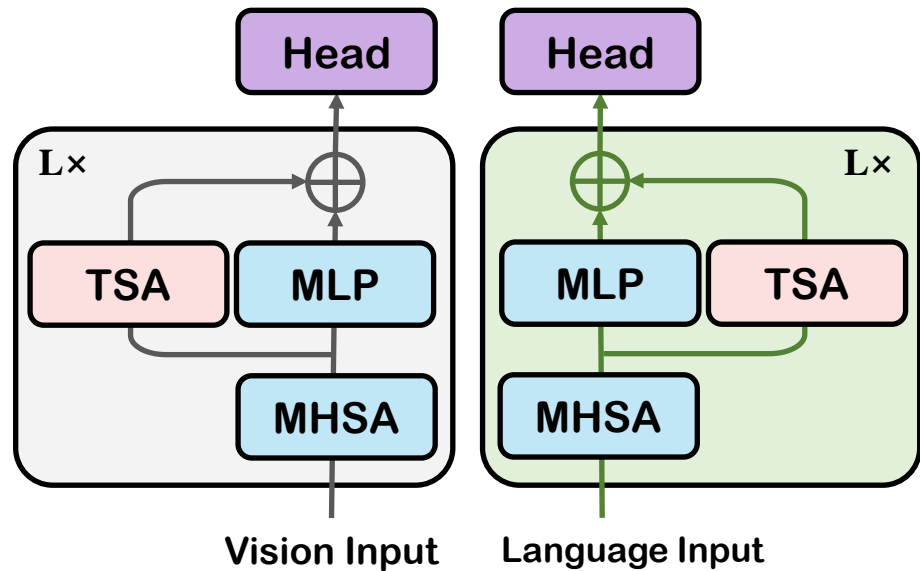 Head
Head
L×
L×
TSA
MLP
MLP
TSA
MHSA
MHSA
Vision Input
Language Input